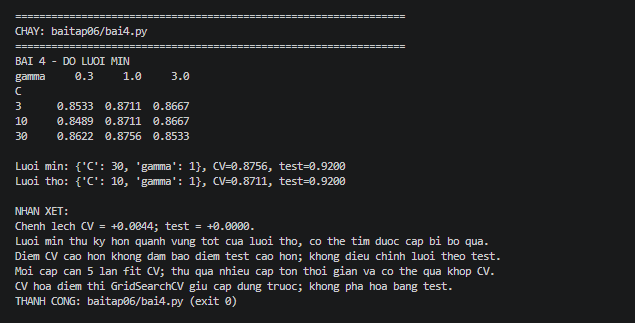 =================================================================
CHAY: baitap06/bai4.py
=================================================================
BAI 4 - DO LUOI MIN
gamma     0.3     1.0     3.0
C
3      0.8533  0.8711  0.8667
10     0.8489  0.8711  0.8667
30     0.8622  0.8756  0.8533

Luoi min: {'C': 30, 'gamma': 1}, CV=0.8756, test=0.9200
Luoi tho: {'C': 10, 'gamma': 1}, CV=0.8711, test=0.9200

NHAN XET:
Chenh lech CV = +0.0044; test = +0.0000.
Luoi min thu ky hon quanh vung tot cua luoi tho, co the tim duoc cap bi bo qua.
Diem CV cao hon khong dam bao diem test cao hon; khong dieu chinh luoi theo test.
Moi cap can 5 lan fit CV; thu qua nhieu cap ton thoi gian va co the qua khop CV.
CV hoa diem thi GridSearchCV giu cap dung truoc; khong pha hoa bang test.
THANH CONG: baitap06/bai4.py (exit 0)